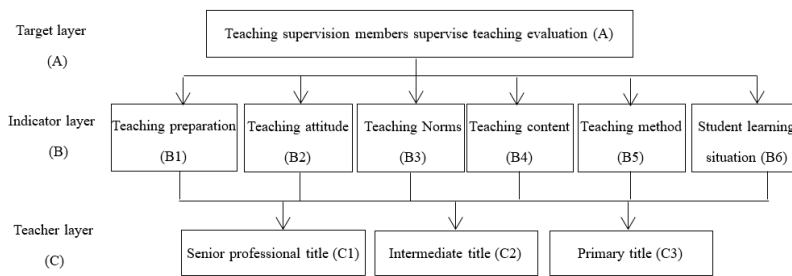 Target layer
(A)
Teaching supervision members supervise teaching evaluation (A)
Indicator layer
(B)
Teaching preparation
(B1)
Teaching attitude
(B2)
Teaching Norms
(B3)
Teaching content
(B4)
Teaching method
(B5)
Student learning
situation (B6)
Teacher layer
(C)
Senior professional title (C1)
Intermediate title (C2)
Primary title (C3)